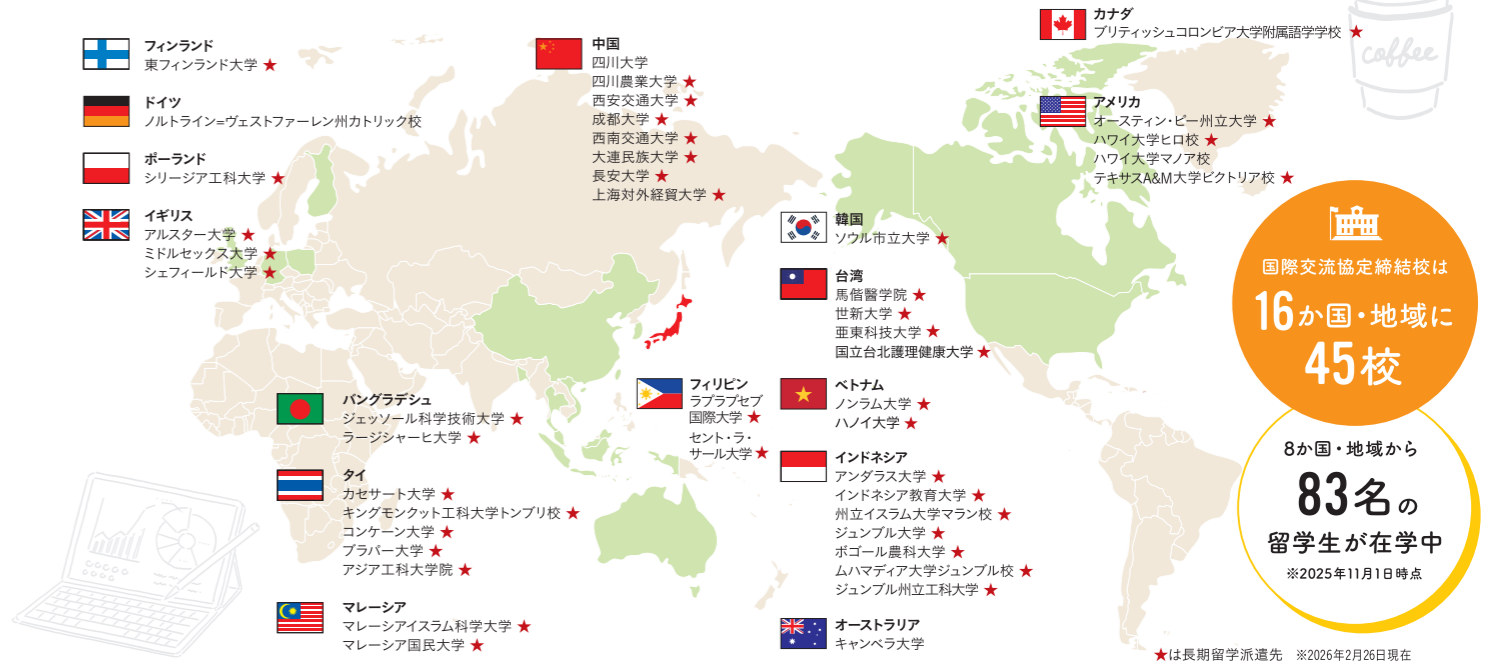 フィンランド
東フィンランド大学 ★
ドイツ
ノルトライン=ヴェストファーレン州カトリック校
ポーランド
シリージア工科大学 ★
イギリス
アルスター大学 ★
ミドルセックス大学 ★
シェフィールド大学 ★
中国
四川大学
四川農業大学 ★
西安交通大学 ★
成都大学 ★
西南交通大学 ★
大連民族大学 ★
長安大学 ★
上海対外経貿大学 ★
カナダ
ブリティッシュコロンビア大学附属語学学校 ★
アメリカ
オースティン・ピー州立大学 ★
ハワイ大学ヒロ校 ★
ハワイ大学マノア校
テキサスA&M大学ビクトリア校 ★
韓国
ソウル市立大学 ★
台湾
馬偕醫学院 ★
世新大学 ★
亜東科技大学 ★
国立台北護理健康大学 ★
バングラデシュ
ジェッソール科学技術大学 ★
ラージシャーヒ大学 ★
タイ
カセサート大学 ★
キングモンクット工科大学トンブリ校 ★
コンケーン大学 ★
ブラパー大学 ★
アジア工科大学院 ★
マレーシア
マレーシアイスラム科学大学 ★
マレーシア国民大学 ★
フィリピン
ラプラプセブ
国際大学 ★
セント・ラ・
サール大学 ★
ベトナム
ノンラム大学 ★
ハノイ大学 ★
インドネシア
アンダラス大学 ★
インドネシア教育大学 ★
州立イスラム大学マラン校 ★
ジュンブル大学 ★
ボゴール農科大学 ★
ムハマディア大学ジュンブル校 ★
ジュンブル州立工科大学 ★
オーストラリア
キャンベラ大学
coffee
国際交流協定締結校は
16か国・地域に
45校
8か国・地域から
83名の
留学生が在学中
※2025年11月1日時点
★は長期留学派遣先 ※2026年2月26日現在